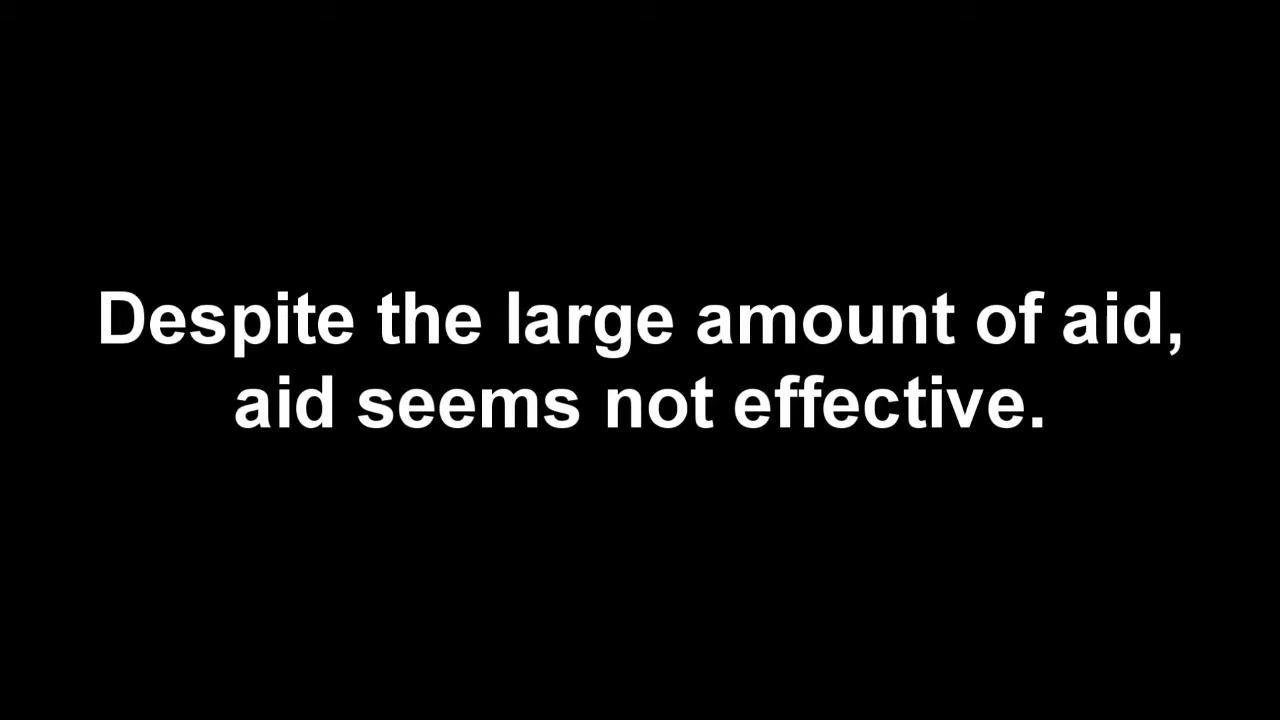 Despite the large amount of aid,
aid seems not effective.